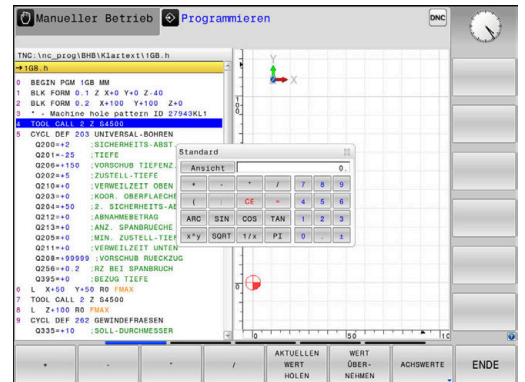 Manueller Betrieb
Programmieren
DNC
TNC:\nc_prog\BHB\Klartext\1GB.h
→1GB.h
0 BEGIN PGM 1GB MM
1 BLK FORM 0.1 Z X+0 Y+0 Z-40
2 BLK FORM 0.2 X+100 Y+100 Z+0
3 * - Machine hole pattern ID 27943KL1
4 TOOL CALL 2 Z S4500
5 CYCL DEF 203 UNIVERSAL-BOHREN
Q200=+2 ;SICHERHEITS-ABST.
Q201=-25 ;TIEFE
Q206=+150 ;VORSCHUB TIEFENZ.
Q202=+5 ;ZUSTELL-TIEFE
Q210=+0 ;VERWEILZEIT OBEN
Q203=+0 ;KOOR. OBERFLAECHE
Q204=+50 ;2. SICHERHEITS-AB
Q212=+0 ;ABNAHMEBETRAG
Q213=+0 ;ANZ. SPANBRUECHE
Q205=+0 ;MIN. ZUSTELL-TIEF
Q211=+0 ;VERWEILZEIT UNTEN
Q208=+99999 ;VORSCHUB RUECKZUG
Q256=+0.2 ;RZ BEI SPANBRUCH
Q395=+0 ;BEZUG TIEFE
6 L X+50 Y+50 R0 FMAX
7 TOOL CALL 2 Z S4500
8 L Z+100 R0 FMAX
9 CYCL DEF 262 GEWINDEFRAESEN
Q335=+10 ;SOLL-DURCHMESSER
Y
X
100
0
0
50
10
Standard
Ansicht
0.
+ - * / 7 8 9
( ) CE = 4 5 6
ARC SIN COS TAN 1 2 3
x^y SQRT 1/x PI 0 . ±
+
-
*
/
AKTUELLEN
WERT
HOLEN
WERT
ÜBER-
NEHMEN
ACHSWERTE
ENDE